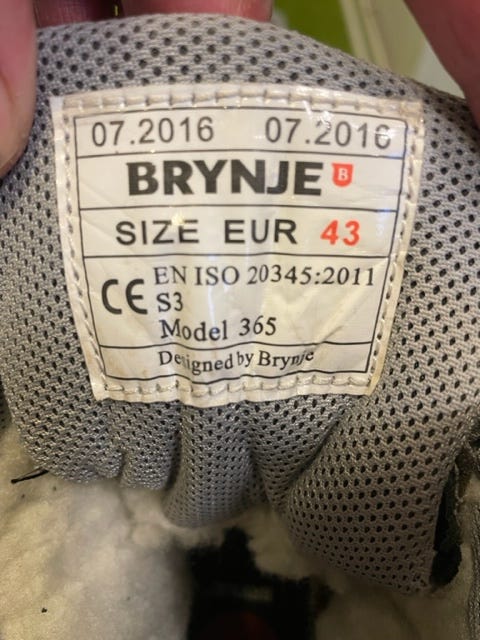 07.2016 07.2016
BRYNJE B
SIZE EUR 43
CE EN ISO 20345:2011
S3
Model 365
Designed by Brynje